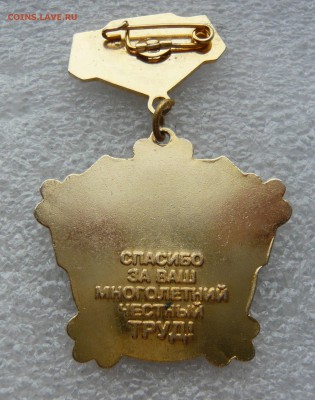 COINS.LAVE.RU
СПАСИБО
ЗА ВАШ
МНОГОЛЕТНИЙ
ЧЕСТНЫЙ
ТРУД!